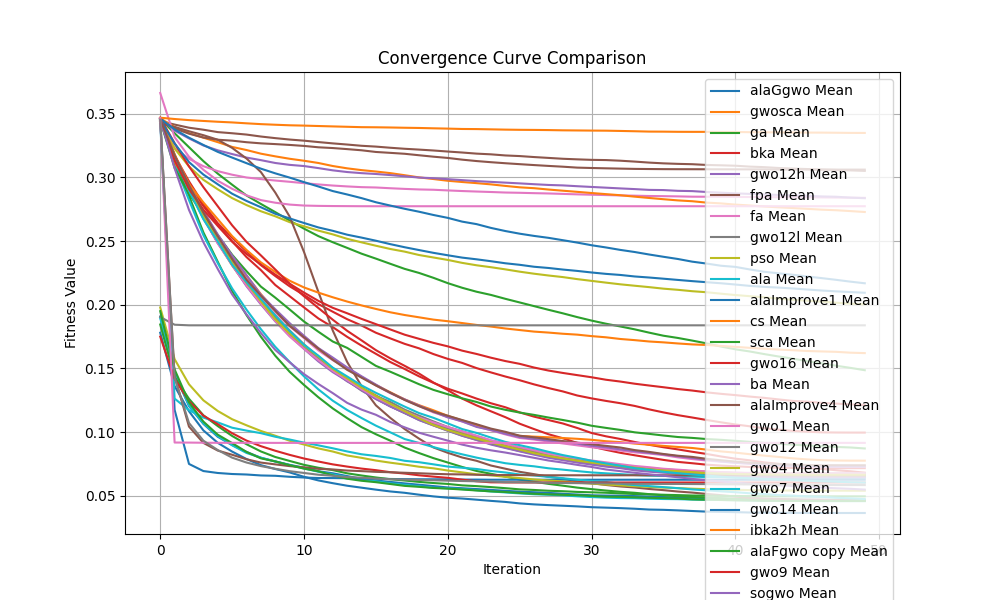 Convergence Curve Comparison
Fitness Value
0.35
0.30
0.25
0.20
0.15
0.10
0.05
0
10
20
30
40
Iteration
alaGgwo Mean
gwosca Mean
ga Mean
bka Mean
gwo12h Mean
fpa Mean
fa Mean
gwo12l Mean
pso Mean
ala Mean
alaImprove1 Mean
cs Mean
sca Mean
gwo16 Mean
ba Mean
alaImprove4 Mean
gwo1 Mean
gwo12 Mean
gwo4 Mean
gwo7 Mean
gwo14 Mean
ibka2h Mean
alaFgwo copy Mean
gwo9 Mean
sogwo Mean